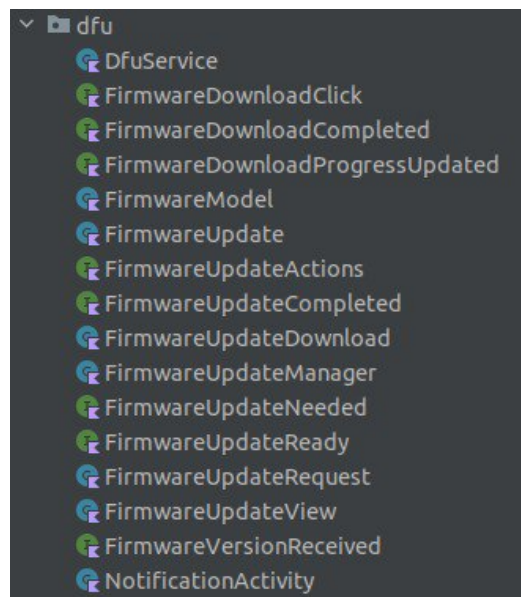 dfu
DfuService
FirmwareDownloadClick
FirmwareDownloadCompleted
FirmwareDownloadProgressUpdated
FirmwareModel
FirmwareUpdate
FirmwareUpdateActions
FirmwareUpdateCompleted
FirmwareUpdateDownload
FirmwareUpdateManager
FirmwareUpdateNeeded
FirmwareUpdateReady
FirmwareUpdateRequest
FirmwareUpdateView
FirmwareVersionReceived
NotificationActivity